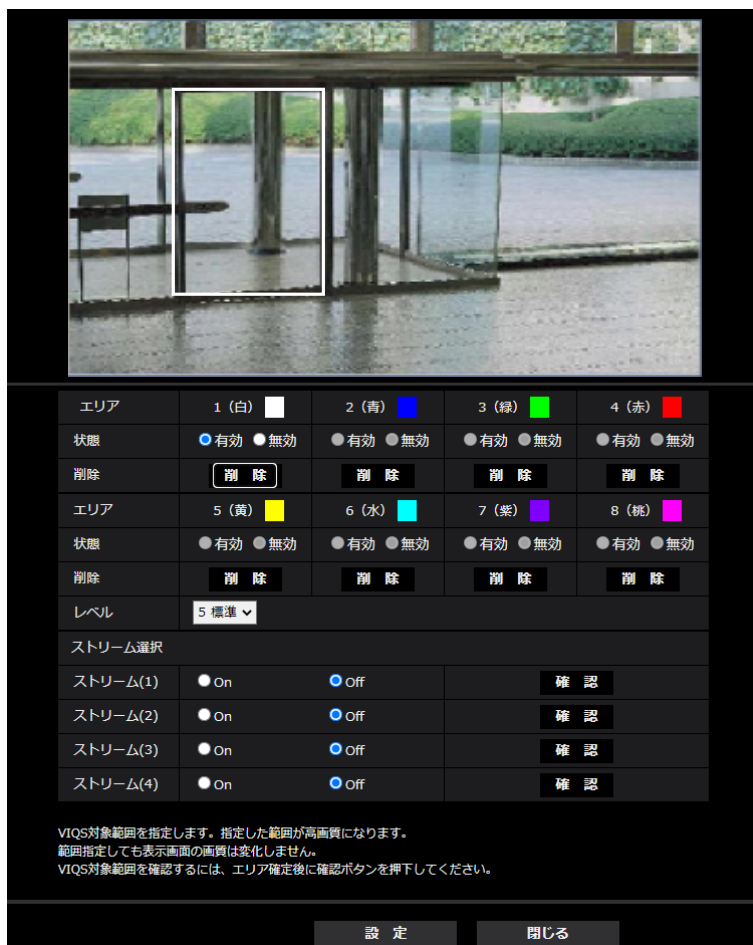 エリア 1（白） 2（青） 3（緑） 4（赤）
状態 有効 無効 有効 無効 有効 無効 有効 無効
削除 削 除 削 除 削 除 削 除
エリア 5（黄） 6（水） 7（紫） 8（桃）
状態 有効 無効 有効 無効 有効 無効 有効 無効
削除 削 除 削 除 削 除 削 除
レベル 5 標準
ストリーム選択
ストリーム(1) On Off 確 認
ストリーム(2) On Off 確 認
ストリーム(3) On Off 確 認
ストリーム(4) On Off 確 認
VIQS対象範囲を指定します。指定した範囲が高画質になります。
範囲指定しても表示画面の画質は変化しません。
VIQS対象範囲を確認するには、エリア確定後に確認ボタンを押下してください。
設 定 閉じる